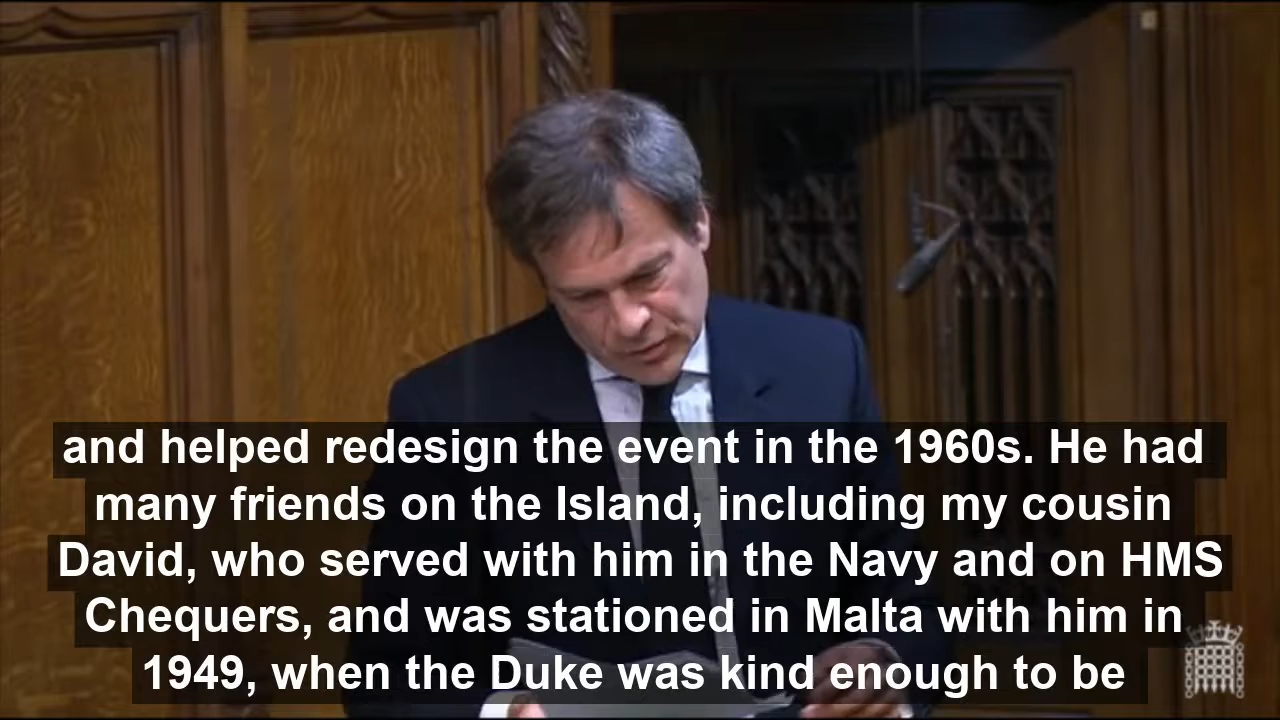 and helped redesign the event in the 1960s. He had
many friends on the Island, including my cousin
David, who served with him in the Navy and on HMS
Chequers, and was stationed in Malta with him in
1949, when the Duke was kind enough to be